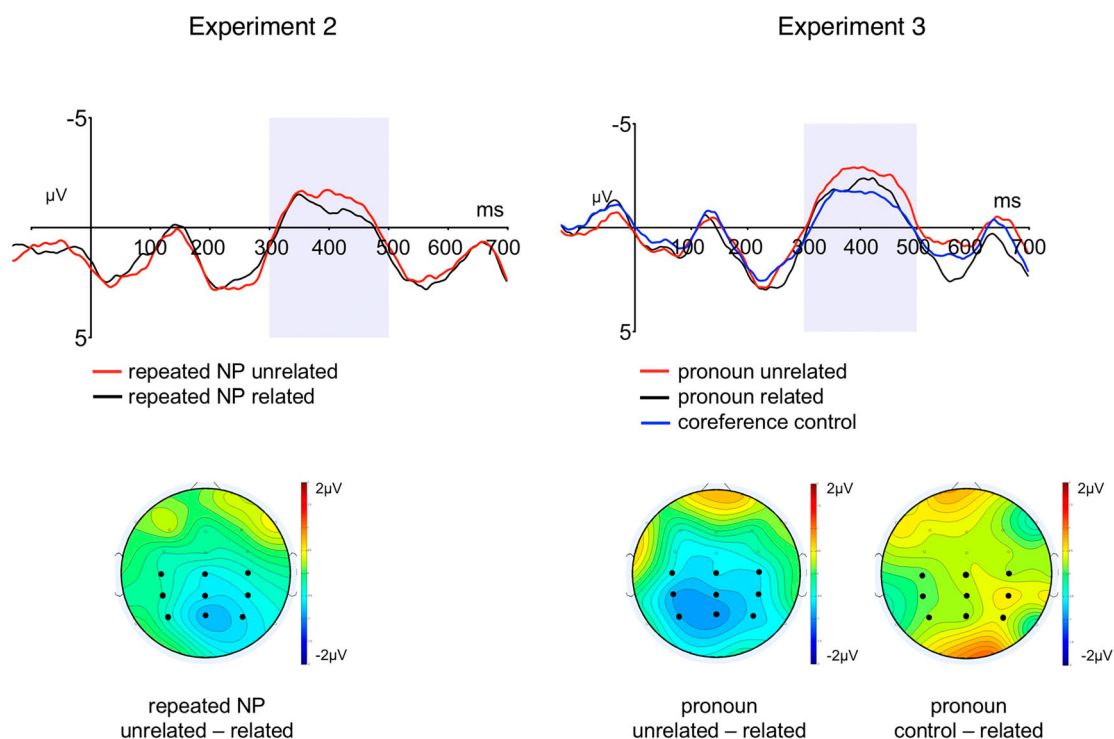 Experiment 2
-5
μV
ms
100 200 300 400 500 600 700
5
repeated NP unrelated
repeated NP related
2μV
-2μV
repeated NP
unrelated – related
Experiment 3
-5
μV
ms
100 200 300 400 500 600 700
5
pronoun unrelated
pronoun related
coreference control
2μV
-2μV
pronoun
unrelated – related
2μV
-2μV
pronoun
control – related